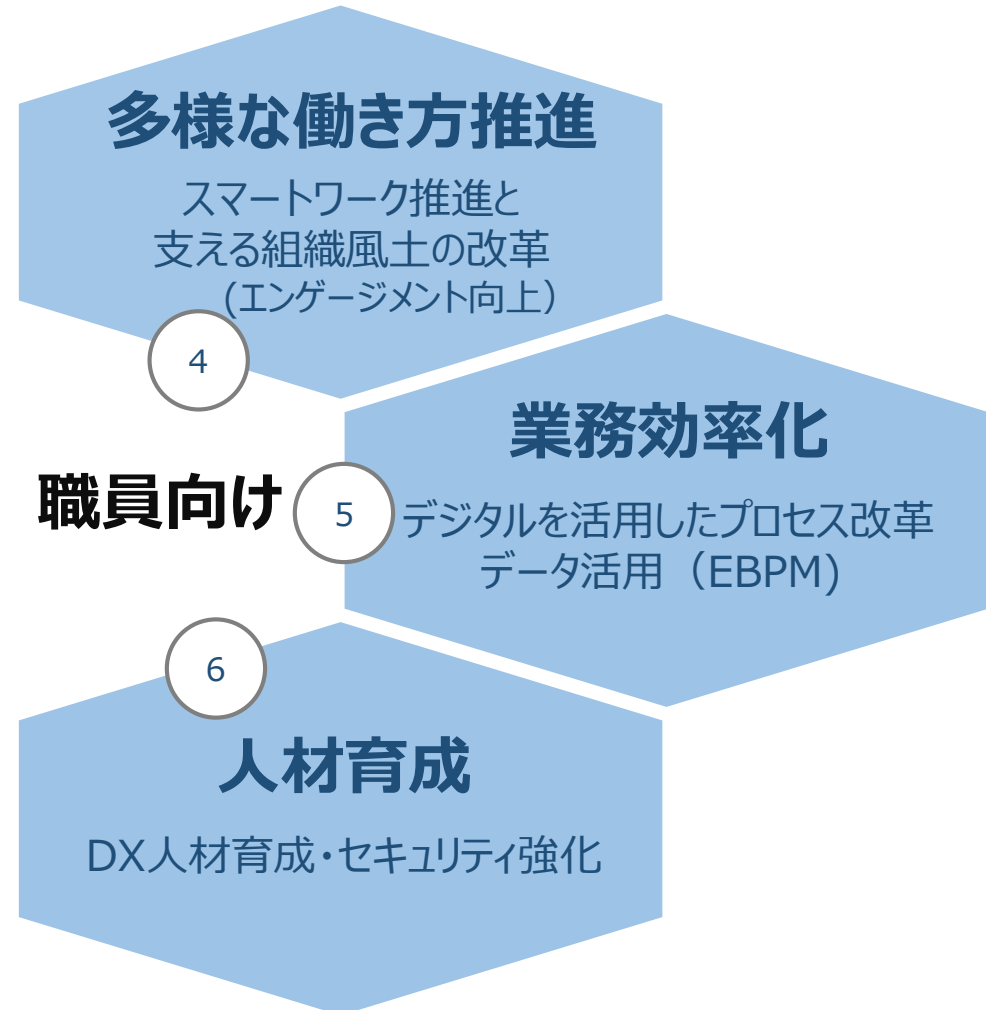 多様な働き方推進
スマートワーク推進と
支える組織風土の改革
(エンゲージメント向上）
4
業務効率化
職員向け
5
デジタルを活用したプロセス改革
データ活用（EBPM)
6
人材育成
DX人材育成・セキュリティ強化